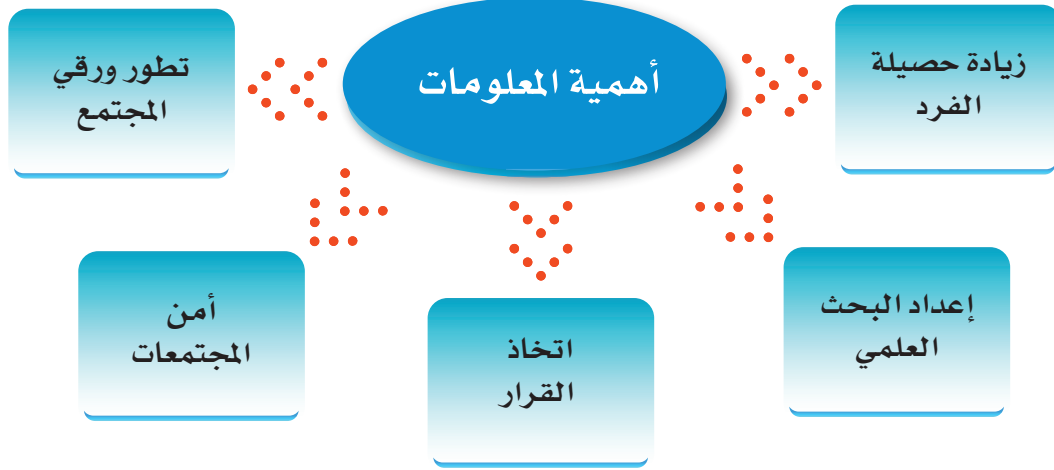 أهمية المعلومات
زيادة حصيلة
الفرد
إعداد البحث
العلمي
اتخاذ
القرار
أمن
المجتمعات
تطور ورقي
المجتمع